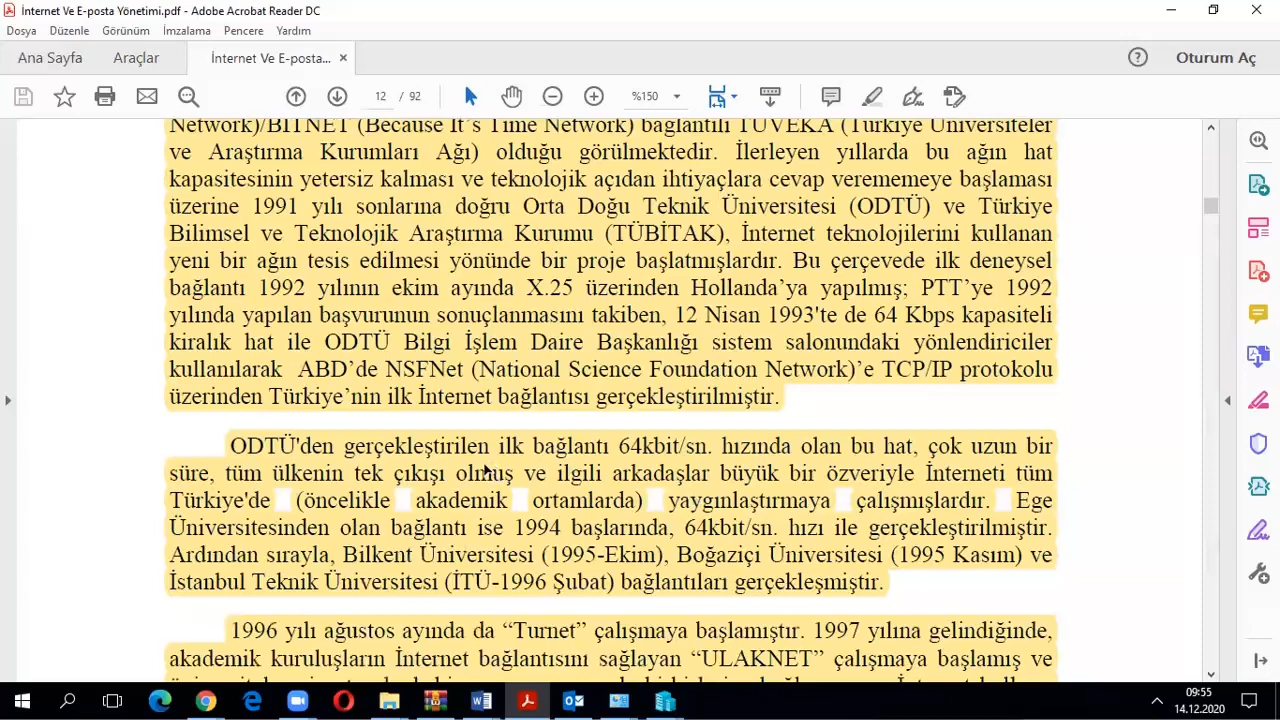 İnternet Ve E-posta Yönetimi.pdf - Adobe Acrobat Reader DC
Dosya Düzenle Görünüm İmzalama Pencere Yardım
Ana Sayfa Araçlar İnternet Ve E-posta... × Oturum Aç
12 / 92 %150
Network)/BITNET (Because It’s Time Network) bağlantılı TÜVEKA (Türkiye Üniversiteler
ve Araştırma Kurumları Ağı) olduğu görülmektedir. İlerleyen yıllarda bu ağın hat
kapasitesinin yetersiz kalması ve teknolojik açıdan ihtiyaçlara cevap verememeye başlaması
üzerine 1991 yılı sonlarına doğru Orta Doğu Teknik Üniversitesi (ODTÜ) ve Türkiye
Bilimsel ve Teknolojik Araştırma Kurumu (TÜBİTAK), İnternet teknolojilerini kullanan
yeni bir ağın tesis edilmesi yönünde bir proje başlatmışlardır. Bu çerçevede ilk deneysel
bağlantı 1992 yılının ekim ayında X.25 üzerinden Hollanda’ya yapılmış; PTT’ye 1992
yılında yapılan başvurunun sonuçlanmasını takiben, 12 Nisan 1993'te de 64 Kbps kapasiteli
kiralık hat ile ODTÜ Bilgi İşlem Daire Başkanlığı sistem salonundaki yönlendiriciler
kullanılarak ABD’de NSFNet (National Science Foundation Network)’e TCP/IP protokolu
üzerinden Türkiye’nin ilk İnternet bağlantısı gerçekleştirilmiştir.
ODTÜ'den gerçekleştirilen ilk bağlantı 64kbit/sn. hızında olan bu hat, çok uzun bir
süre, tüm ülkenin tek çıkışı olmuş ve ilgili arkadaşlar büyük bir özveriyle İnterneti tüm
Türkiye'de (öncelikle akademik ortamlarda) yaygınlaştırmaya çalışmışlardır. Ege
Üniversitesinden olan bağlantı ise 1994 başlarında, 64kbit/sn. hızı ile gerçekleştirilmiştir.
Ardından sırayla, Bilkent Üniversitesi (1995-Ekim), Boğaziçi Üniversitesi (1995 Kasım) ve
İstanbul Teknik Üniversitesi (İTÜ-1996 Şubat) bağlantıları gerçekleşmiştir.
1996 yılı ağustos ayında da “Turnet” çalışmaya başlamıştır. 1997 yılına gelindiğinde,
akademik kuruluşların İnternet bağlantısını sağlayan “ULAKNET” çalışmaya başlamış ve
09:55
14.12.2020